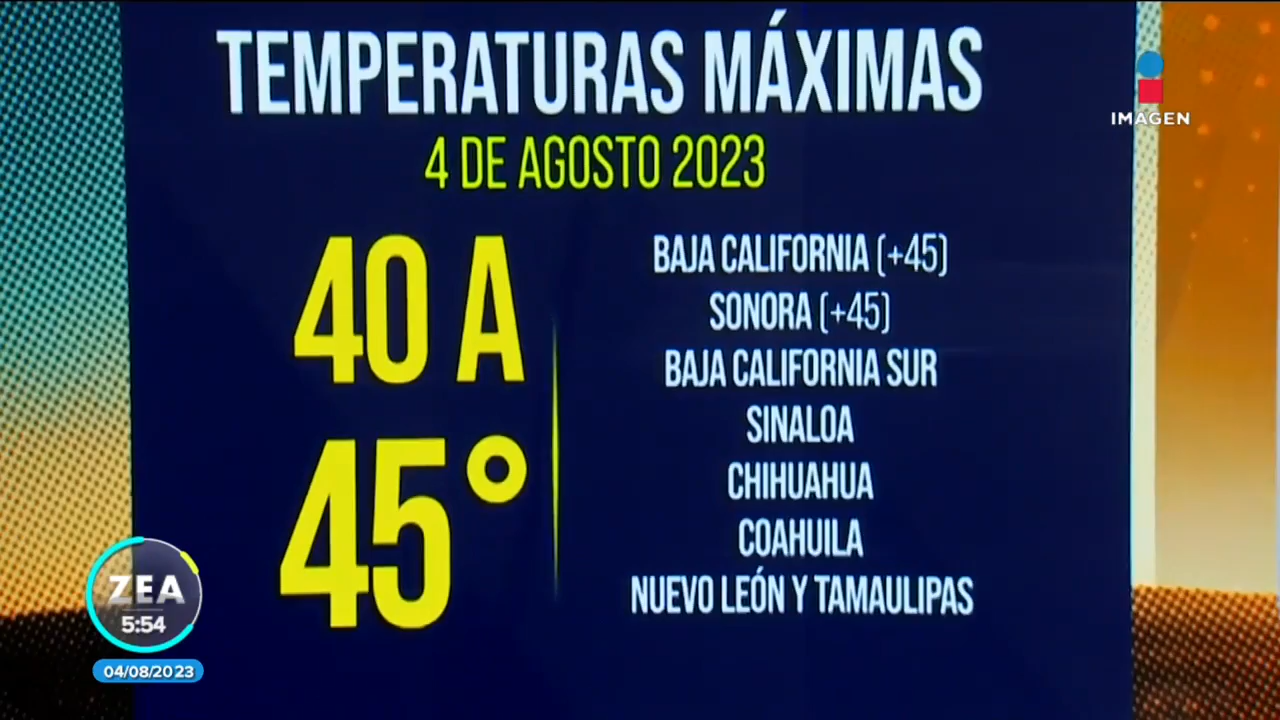 TEMPERATURAS MÁXIMAS
4 DE AGOSTO 2023
40 A
45°
BAJA CALIFORNIA (+45)
SONORA (+45)
BAJA CALIFORNIA SUR
SINALOA
CHIHUAHUA
COAHUILA
NUEVO LEÓN Y TAMAULIPAS
IMAGEN
ZEA
5:54
04/08/2023